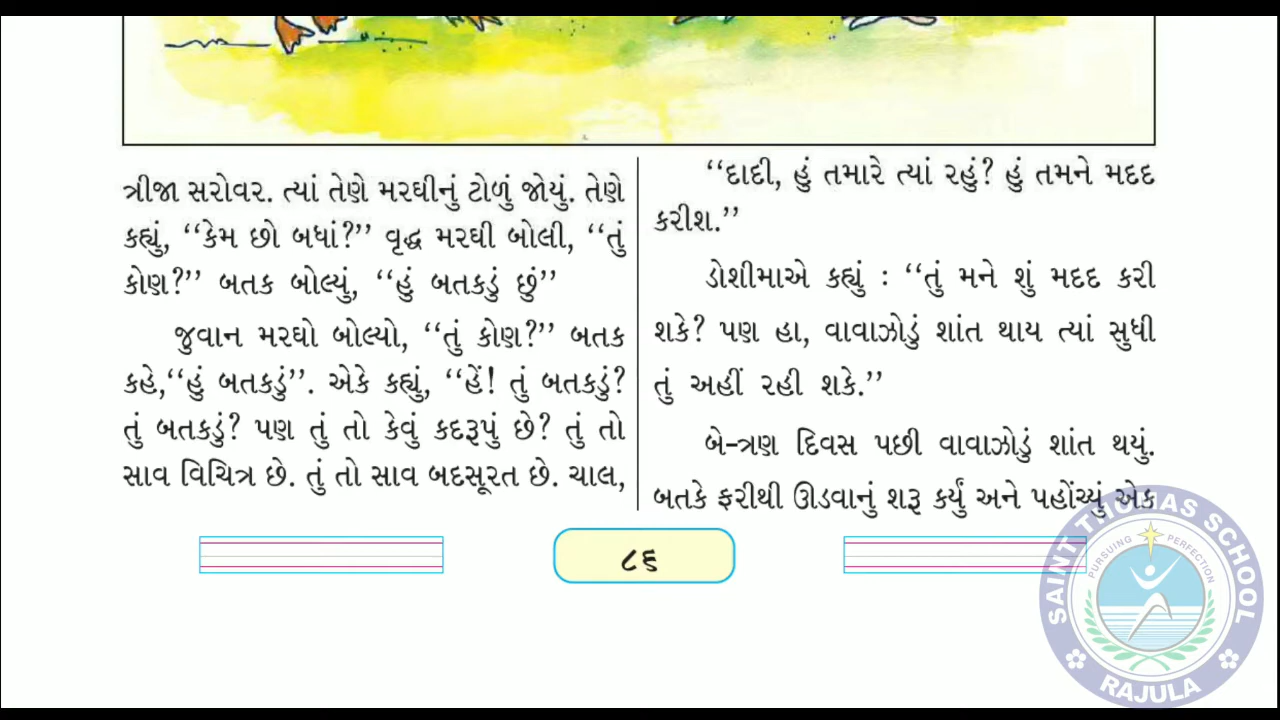 ત્રીજા સરોવર. ત્યાં તેણે મરઘીનું ટોળું જોયું. તેણે
કહ્યું, “કેમ છો બધાં?” વૃદ્ધ મરઘી બોલી, “તું
કોણ?” બતક બોલ્યું, “હું બતકડું છું”
જુવાન મરઘો બોલ્યો, “તું કોણ?” બતક
કહે,“હું બતકડું”. એકે કહ્યું, “હેં! તું બતકડું?
તું બતકડું? પણ તું તો કેવું કદરૂપું છે? તું તો
સાવ વિચિત્ર છે. તું તો સાવ બદસૂરત છે. ચાલ,
“દાદી, હું તમારે ત્યાં રહું? હું તમને મદદ
કરીશ.”
ડોશીમાએ કહ્યું : “તું મને શું મદદ કરી
શકે? પણ હા, વાવાઝોડું શાંત થાય ત્યાં સુધી
તું અહીં રહી શકે.”
બે-ત્રણ દિવસ પછી વાવાઝોડું શાંત થયું.
બતકે ફરીથી ઊડવાનું શરૂ કર્યું અને પહોંચ્યું એક
૮૬
SAINT THOMAS SCHOOL
PURSUING PERFECTION
RAJULA